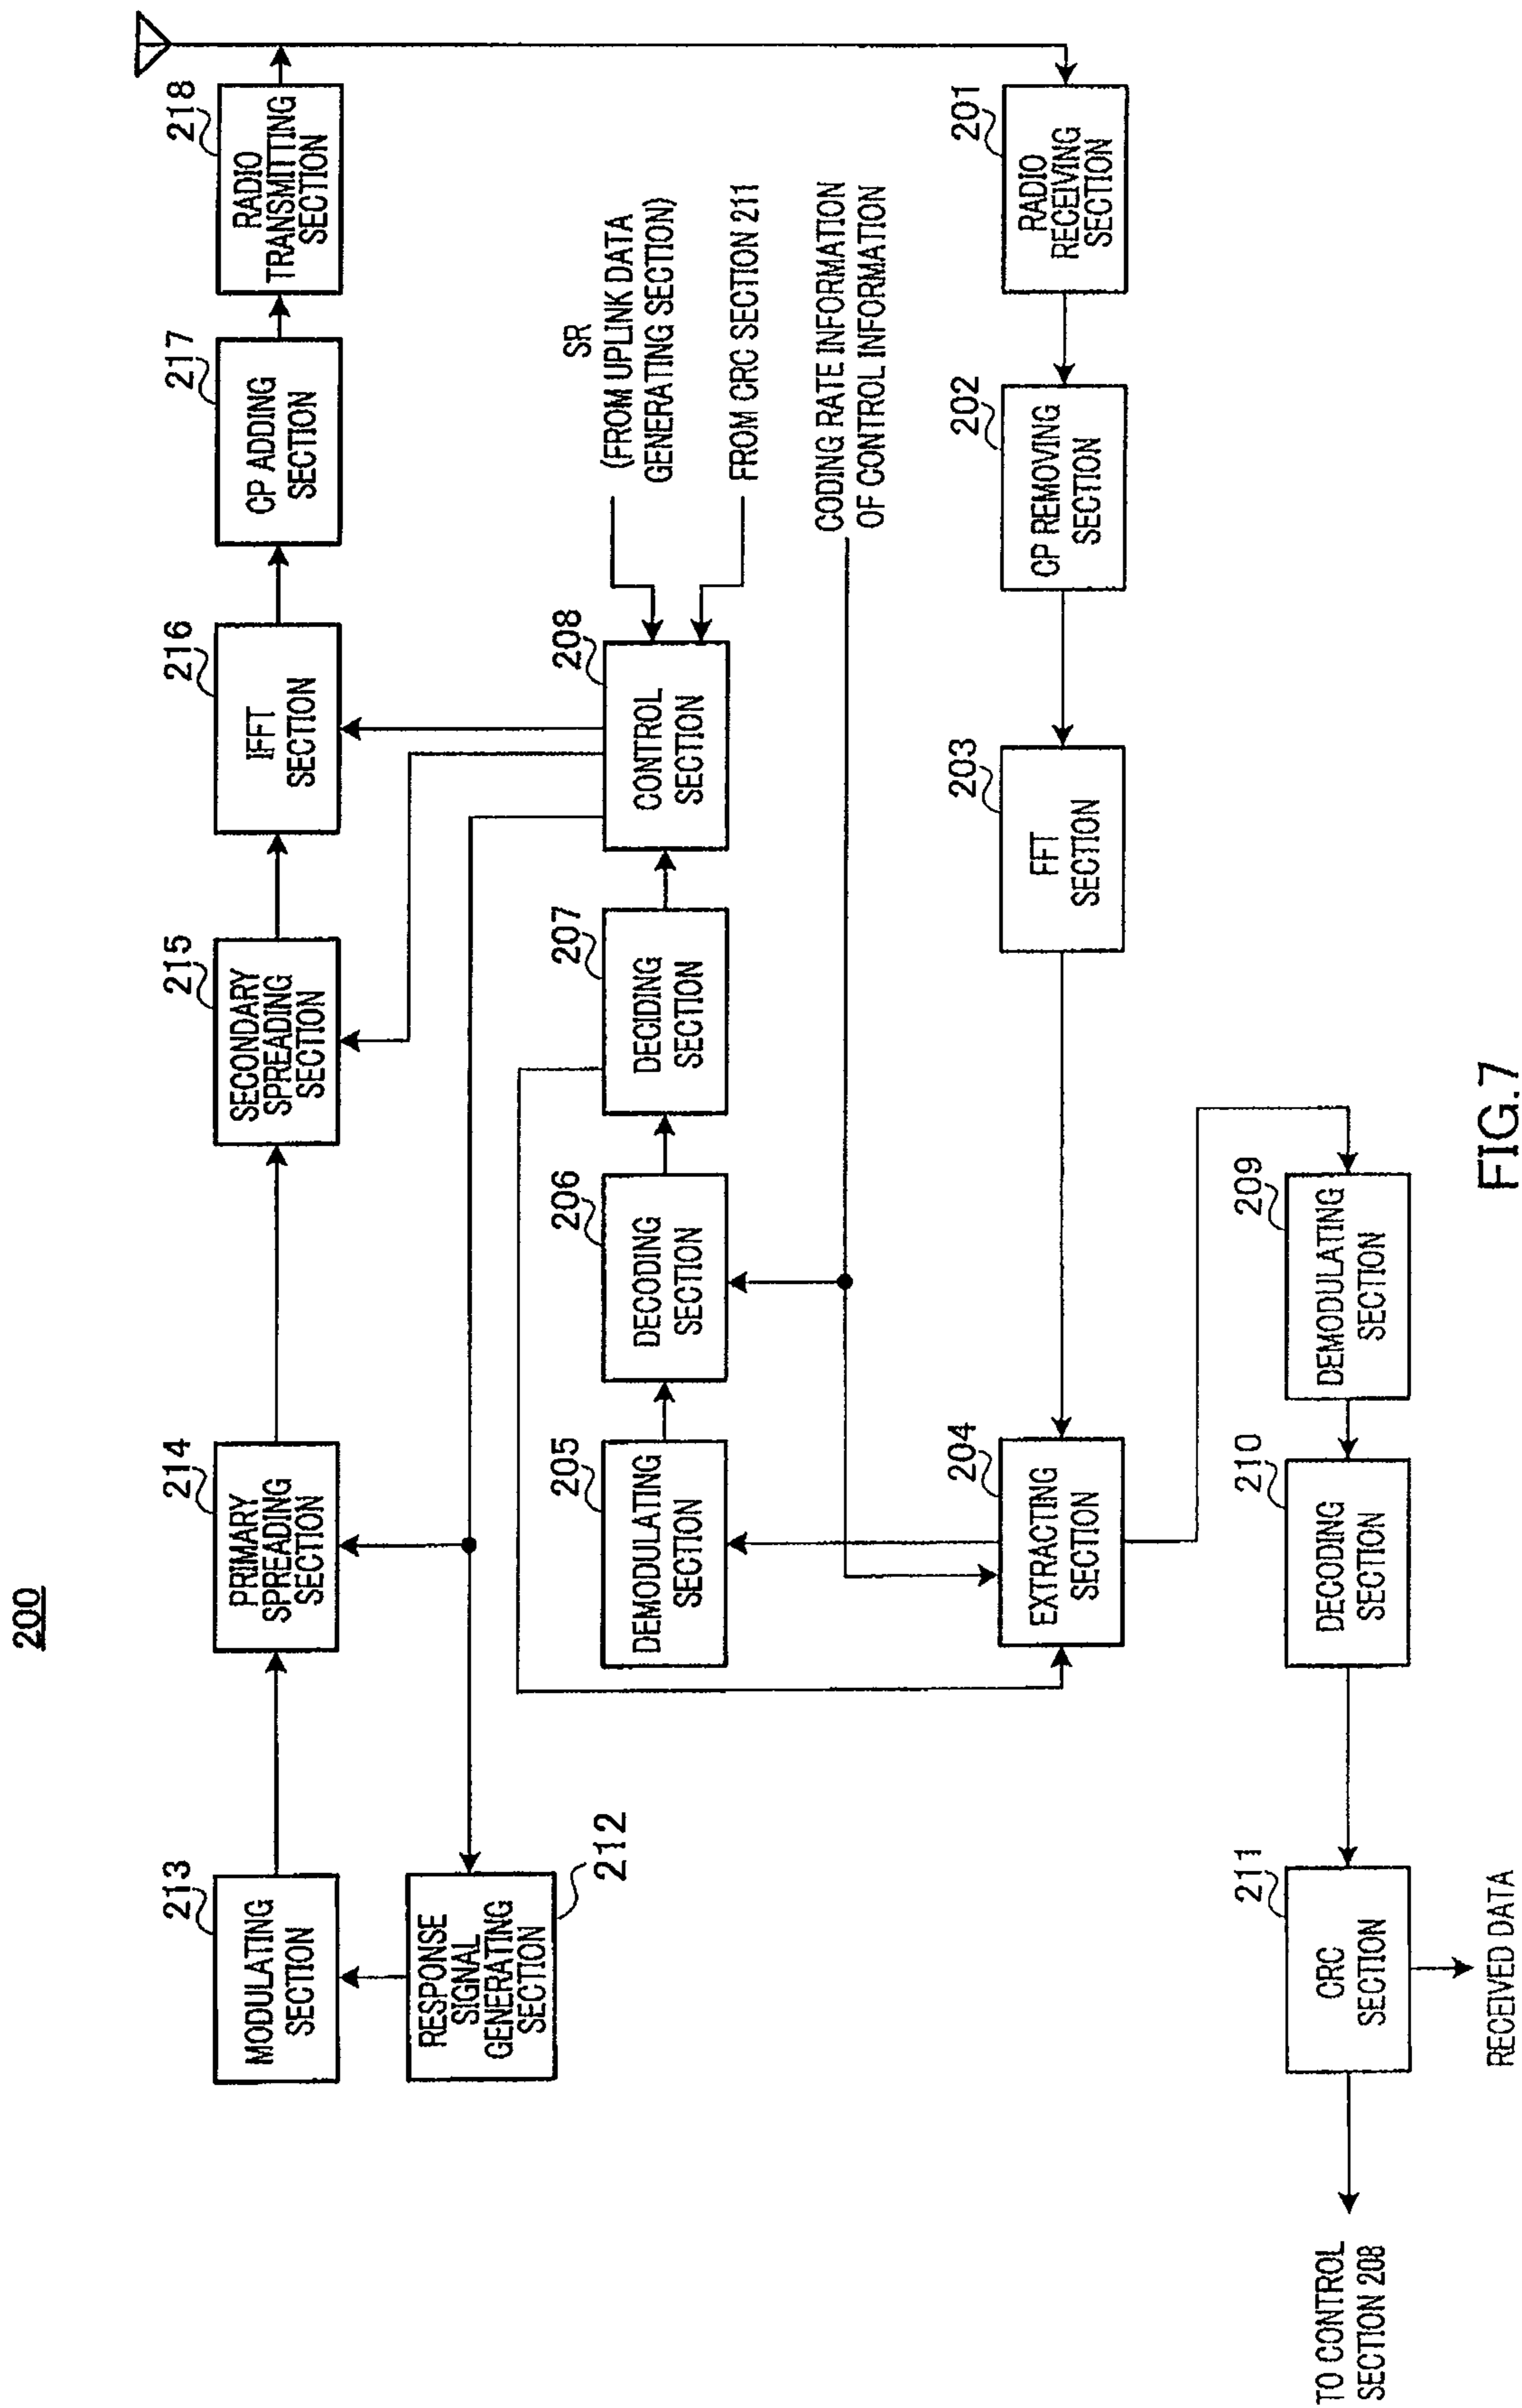 200
213
MODULATING
SECTION
214
PRIMARY
SPREADING
SECTION
215
SECONDARY
SPREADING
SECTION
216
IFFT
SECTION
217
CP ADDING
SECTION
218
RADIO
TRANSMITTING
SECTION
RESPONSE
SIGNAL
GENERATING
SECTION
212
205
DEMODULATING
SECTION
206
DECODING
SECTION
207
DECIDING
SECTION
208
CONTROL
SECTION
SR
(FROM UPLINK DATA
GENERATING SECTION)
FROM CRC SECTION 211
CODING RATE INFORMATION
OF CONTROL INFORMATION
204
EXTRACTING
SECTION
203
FFT
SECTION
202
CP REMOVING
SECTION
201
RADIO
RECEIVING
SECTION
TO CONTROL
SECTION 208
211
CRC
SECTION
210
DECODING
SECTION
209
DEMODULATING
SECTION
RECEIVED DATA
FIG.7